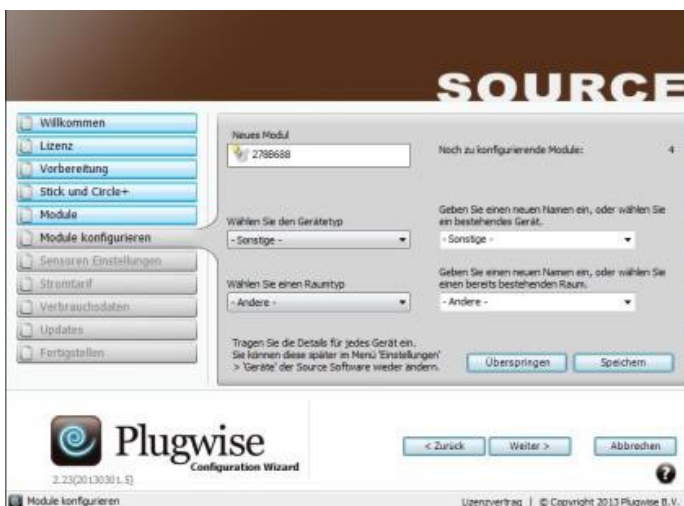 SOURCE
Willkommen
Lizenz
Vorbereitung
Stick und Circle+
Module
Module konfigurieren
Sensoren Einstellungen
Stromtarif
Verbrauchsdaten
Updates
Fertigstellen
Neues Modul
278B688
Noch zu konfigurierende Module: 4
Wählen Sie den Gerätetyp
- Sonstige -
Geben Sie einen neuen Namen ein, oder wählen Sie
ein bestehendes Gerät.
- Sonstige -
Wählen Sie einen Raumtyp
- Andere -
Geben Sie einen neuen Namen ein, oder wählen Sie
einen bereits bestehenden Raum.
- Andere -
Tragen Sie die Details für jedes Gerät ein.
Sie können diese später im Menü 'Einstellungen'
> 'Geräte' der Source Software wieder ändern.
Überspringen
Speichern
Plugwise
Configuration Wizard
2.23(20130301.5)
< Zurück
Weiter >
Abbrechen
?
Module konfigurieren
Lizenzvertrag | © Copyright 2013 Plugwise B.V.